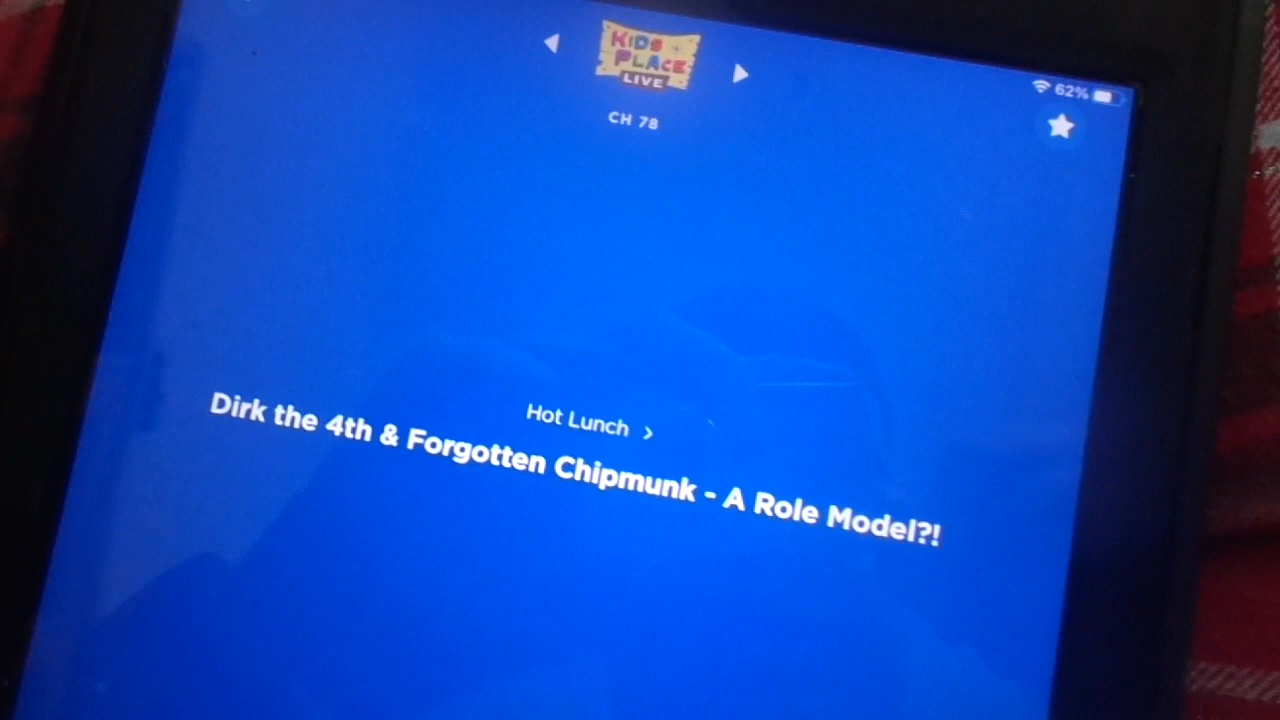 KIDS
PLACE
LIVE
62%
CH 78
Hot Lunch >
Dirk the 4th & Forgotten Chipmunk - A Role Model?!